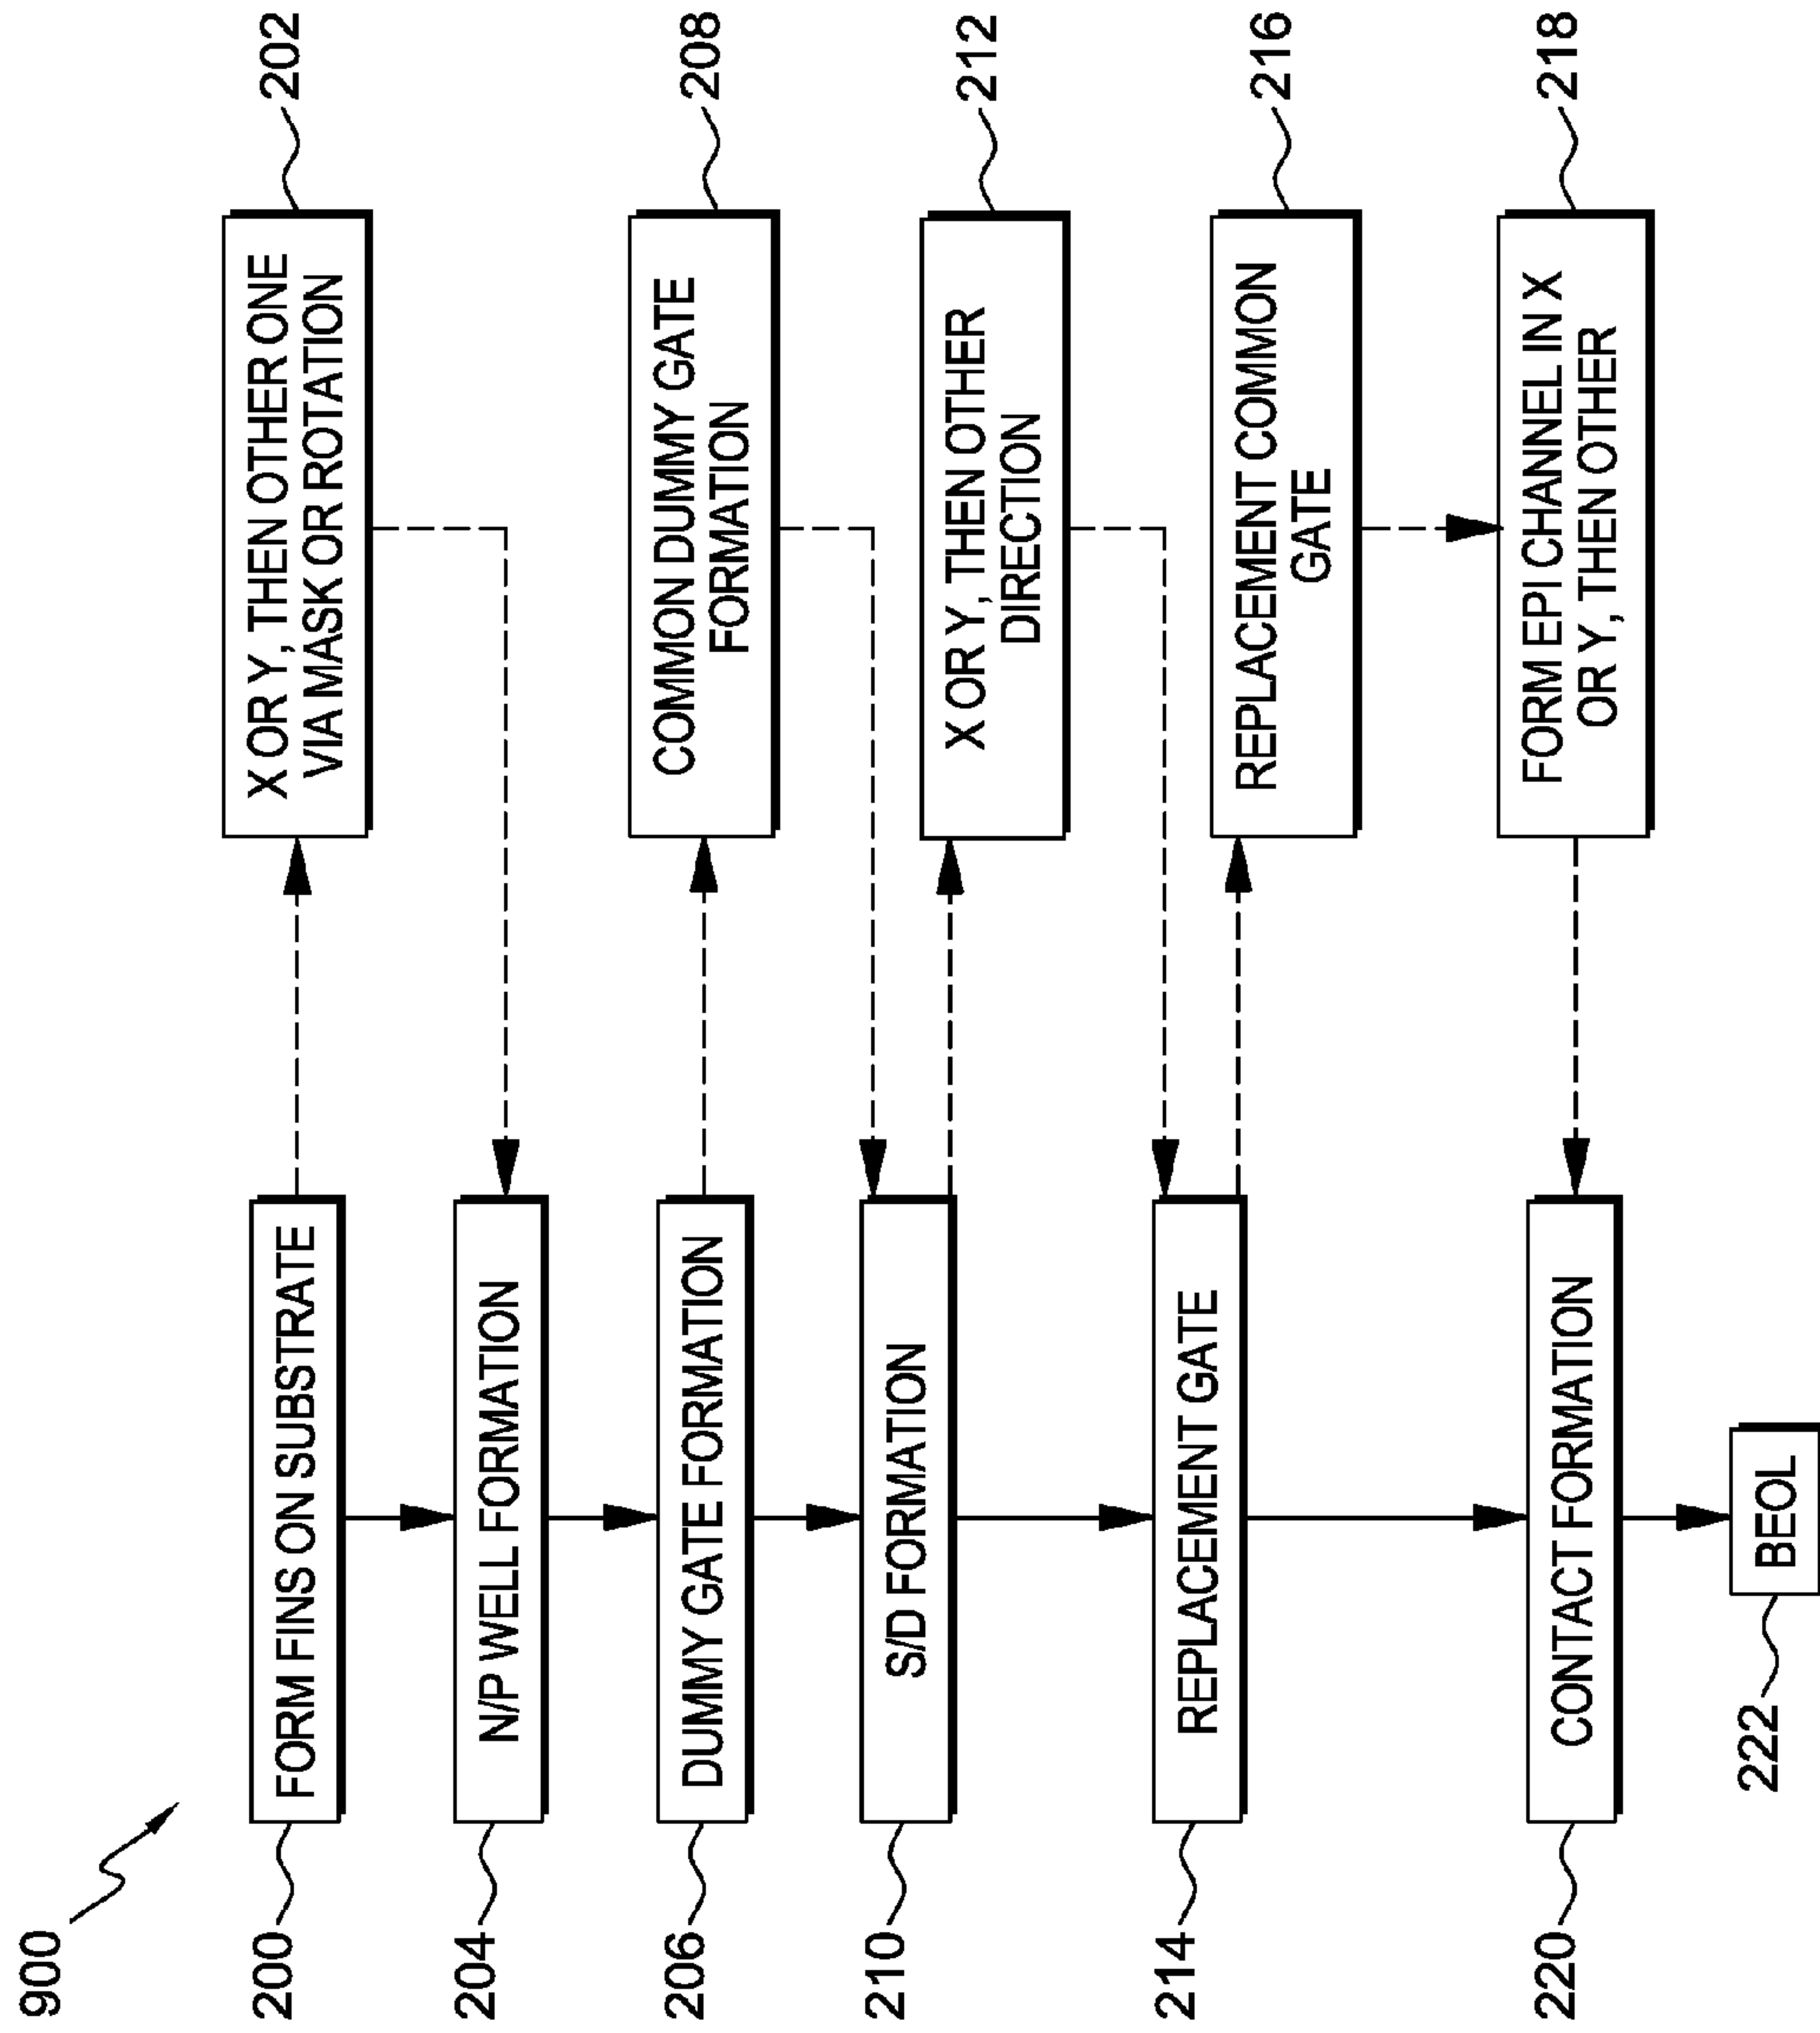 900
200
FORM FINS ON SUBSTRATE
X OR Y, THEN OTHER ONE
VIA MASK OR ROTATION
202
204
N/P WELL FORMATION
206
DUMMY GATE FORMATION
COMMON DUMMY GATE
FORMATION
208
210
S/D FORMATION
X OR Y, THEN OTHER
DIRECTION
212
214
REPLACEMENT GATE
REPLACEMENT COMMON
GATE
216
FORM EPI CHANNEL IN X
OR Y, THEN OTHER
218
220
CONTACT FORMATION
222
BEOL